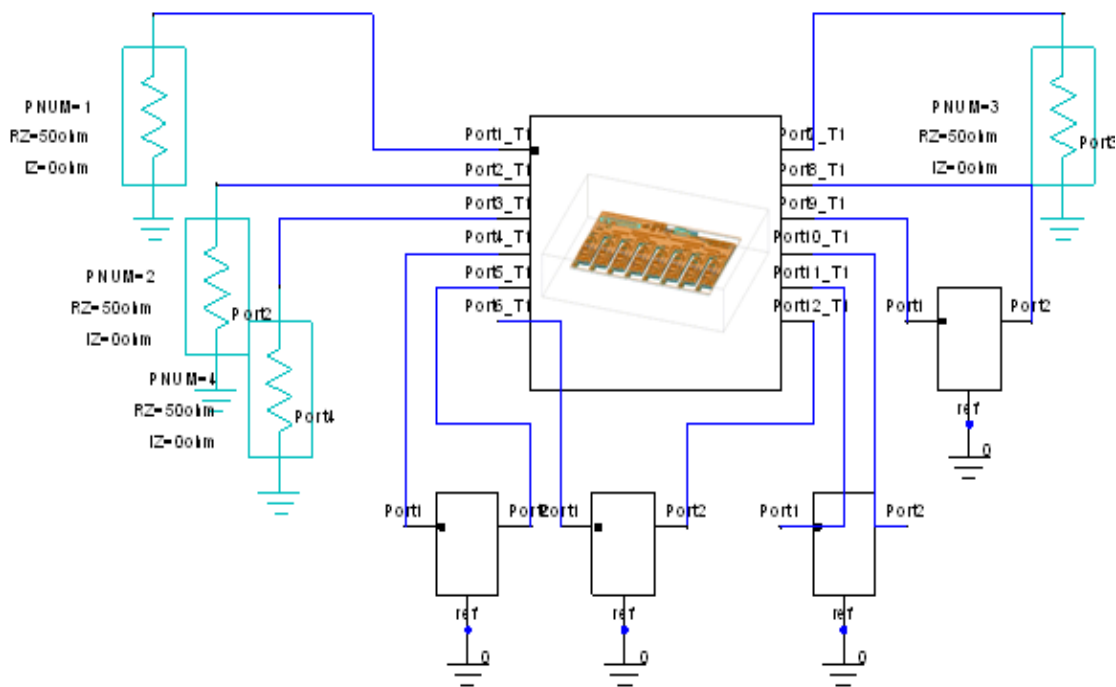 PNUM=1
RZ=50ohm
IZ=0ohm
PNUM=2
RZ=50ohm
IZ=0ohm
Port2
PNUM=4
RZ=50ohm
IZ=0ohm
Port4
PNUM=3
RZ=50ohm
IZ=0ohm
Port3
Port1_T1
Port2_T1
Port3_T1
Port4_T1
Port5_T1
Port6_T1
Port7_T1
Port8_T1
Port9_T1
Port10_T1
Port11_T1
Port12_T1
Port1
Port2
ref
0
Port1
Port2
ref
0
Port1
Port2
ref
0
Port1
Port2
ref
0